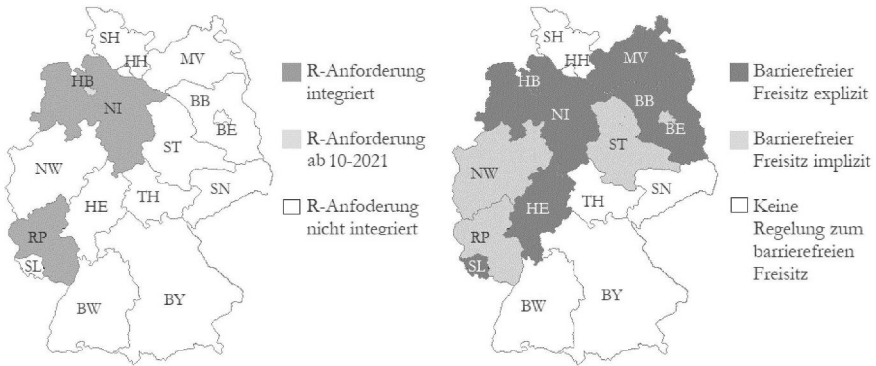 SH
HH
MV
HB
NI
BB
BE
ST
NW
HE
TH
SN
RP
SL
BW
BY
R-Anforderung
integriert
R-Anforderung
ab 10-2021
R-Anfoderung
nicht integriert
SH
HH
MV
HB
NI
BB
BE
ST
NW
HE
TH
SN
RP
SL
BW
BY
Barrierefreier
Freisitz explizit
Barrierefreier
Freisitz implizit
Keine
Regelung zum
barrierefreien
Freisitz